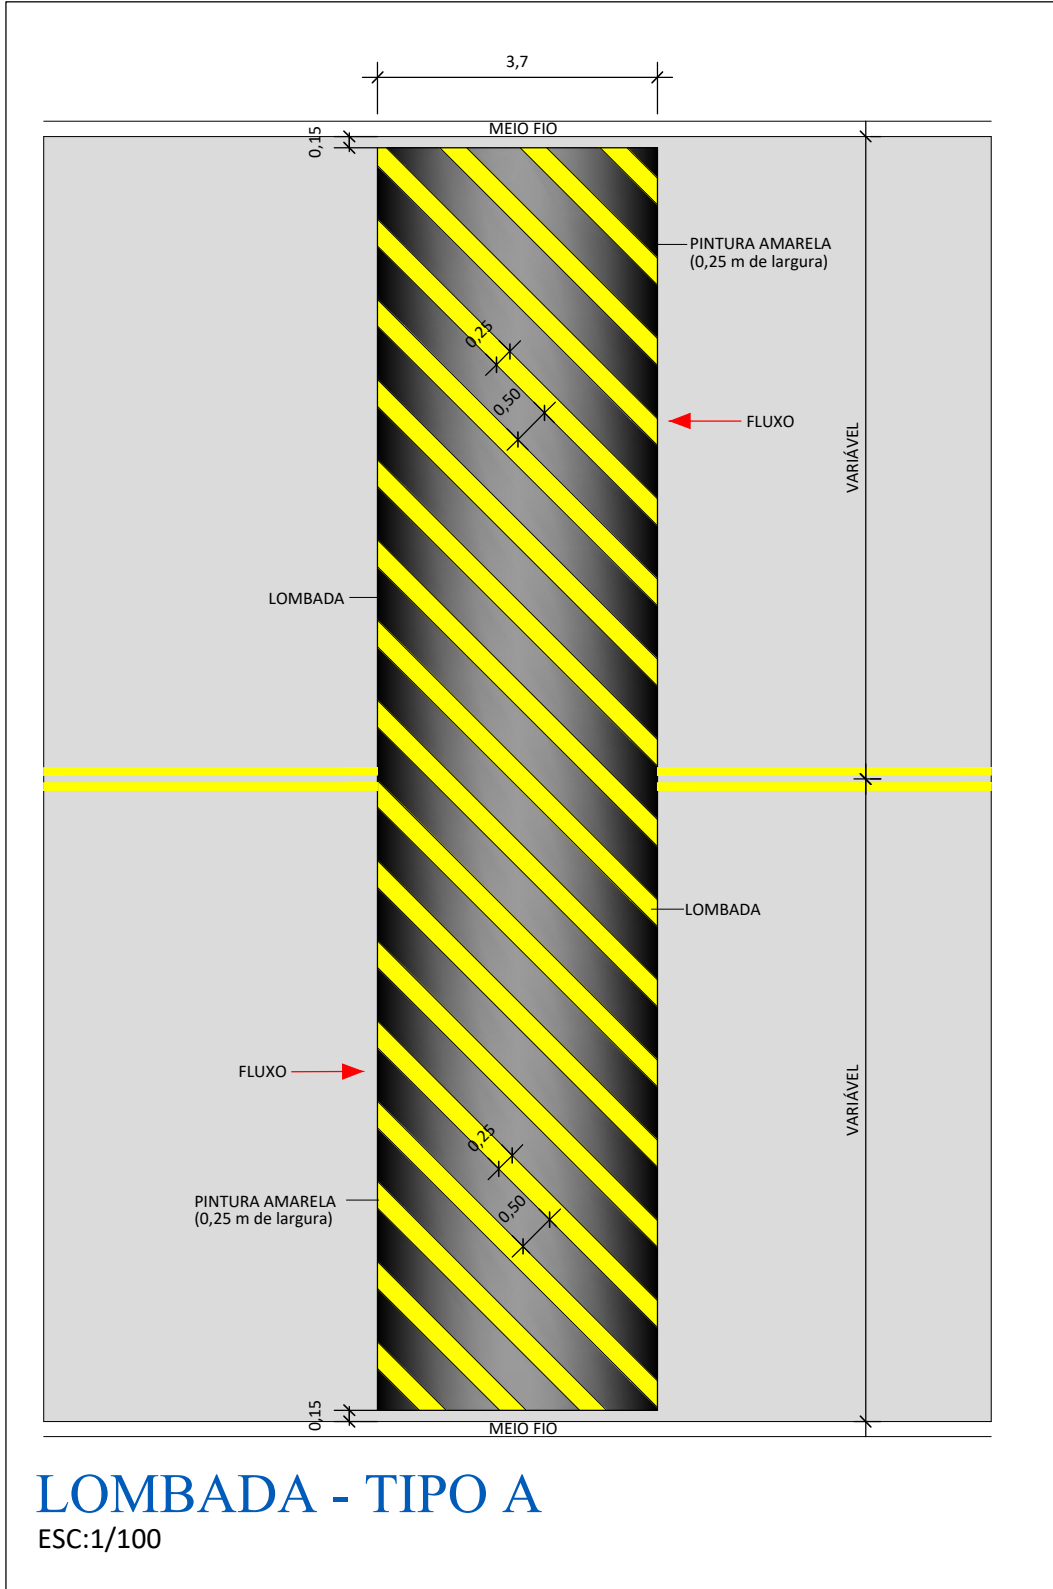 3,7
MEIO FIO
0,15
PINTURA AMARELA
(0,25 m de largura)
0,25
0,50
FLUXO
VARIÁVEL
LOMBADA
LOMBADA
FLUXO
VARIÁVEL
0,25
PINTURA AMARELA
(0,25 m de largura)
0,50
0,15
MEIO FIO
LOMBADA - TIPO A
ESC:1/100